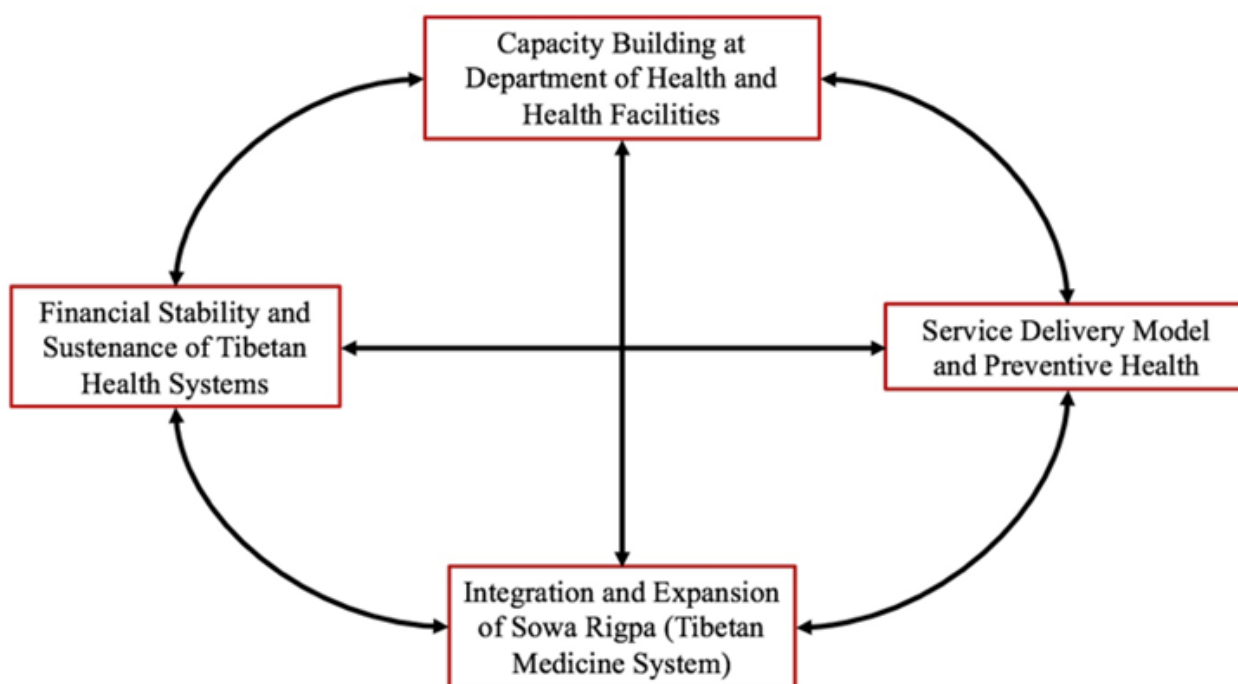 Capacity Building at
Department of Health and
Health Facilities
Financial Stability and
Sustenance of Tibetan
Health Systems
Service Delivery Model
and Preventive Health
Integration and Expansion
of Sowa Rigpa (Tibetan
Medicine System)